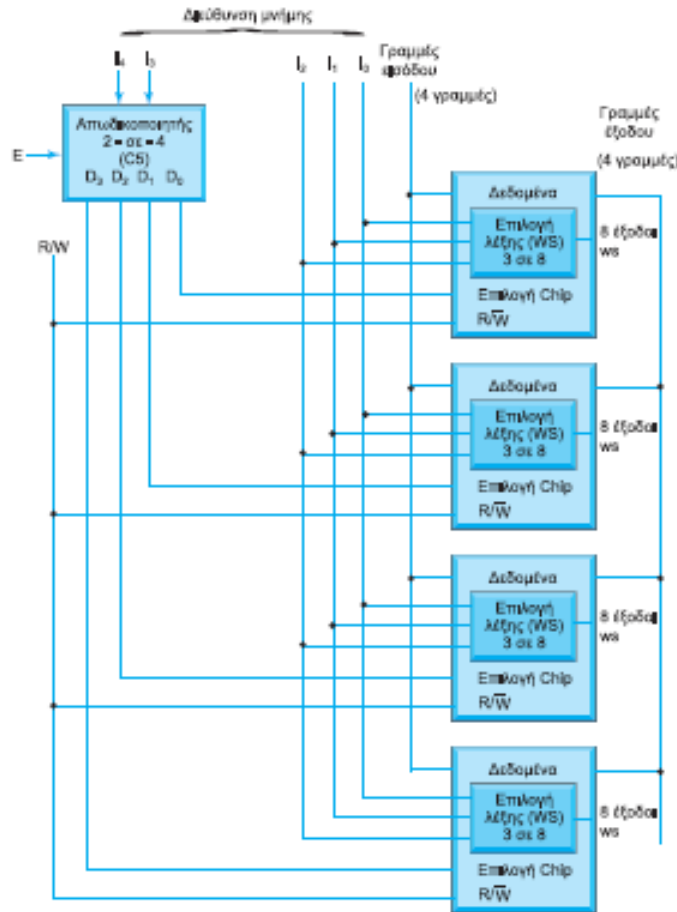 Διεύθυνση μνήμης
I₄ I₃ I₂ I₁ I₀
Γραμμές
εισόδου
(4 γραμμές)
Γραμμές
έξοδου
(4 γραμμές)
E
Αποδικοποιητής
2 - σε - 4
(C5)
D₃ D₂ D₁ D₀
R/W
Δεδομένα
Επιλογή
λέξης (WS)
3 σε 8
8 έξοδοι
ws
Επιλογή Chip
R/W̅
Δεδομένα
Επιλογή
λέξης (WS)
3 σε 8
8 έξοδοι
ws
Επιλογή Chip
R/W̅
Δεδομένα
Επιλογή
λέξης (WS)
3 σε 8
8 έξοδοι
ws
Επιλογή Chip
R/W̅
Δεδομένα
Επιλογή
λέξης (WS)
3 σε 8
8 έξοδοι
ws
Επιλογή Chip
R/W̅